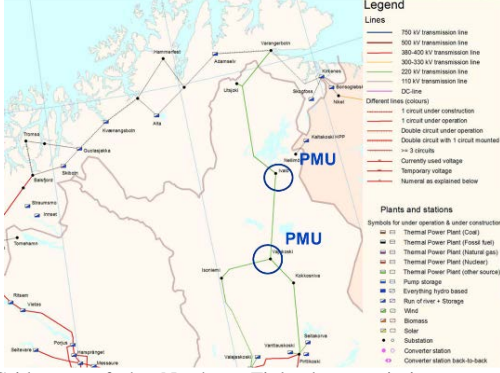 Legend
Lines
750 kV transmission line
500 kV transmission line
380-400 kV transmission line
300-330 kV transmission line
220 kV transmission line
110 kV transmission line
DC-line
Different lines (colours)
1 circuit under construction
1 circuit under operation
Double circuit under operation
Double circuit with 1 circuit mounted
>= 3 circuits
Currently used voltage
Temporary voltage
Numeral as explained below
Plants and stations
Symbols for under operation & under construction
Thermal Power Plant (Coal)
Thermal Power Plant (Fossil fuel)
Thermal Power Plant (Natural gas)
Thermal Power Plant (Nuclear)
Thermal Power Plant (other source)
Pump storage
Everything hydro based
Run of river + Storage
Wind
Biomass
Solar
Substation
Converter station
Converter station back-to-back
Varangerbotn
Hammerfest
Adamselv
Kirkenes
Utsjoki
Skogfoss
Nikel
Alta
Kvænangsbotn
Tromsø
Guolasjokka
Kaitakoski HPP
Balsfjord
Skibotn
PMU
Ivalo
Straumsmo
Innset
PMU
Vajukoski
Isoniemi
Kokkosniva
Ritsem
Vietas
Porjus
Harsprånget
Seitevare
Messaure
Valajaskoski
Vanttauskoski
Pirttikoski